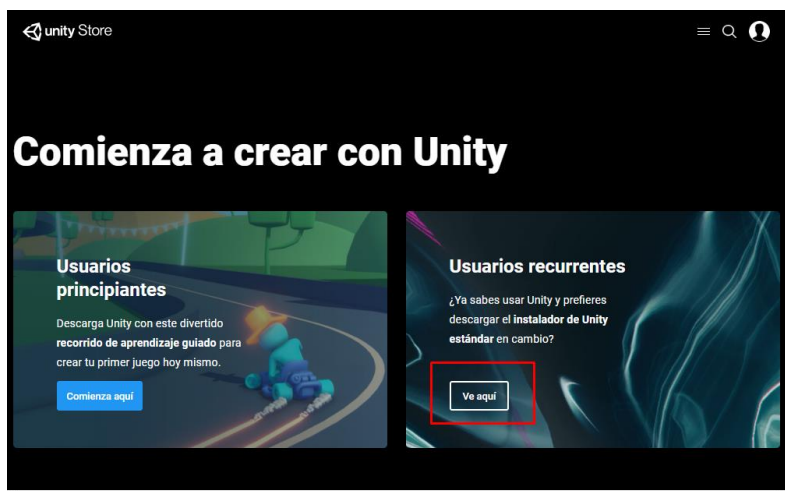 unity Store
Comienza a crear con Unity
Usuarios
principiantes
Descarga Unity con este divertido
recorrido de aprendizaje guiado para
crear tu primer juego hoy mismo.
Comienza aquí
Usuarios recurrentes
¿Ya sabes usar Unity y prefieres
descargar el instalador de Unity
estándar en cambio?
Ve aquí